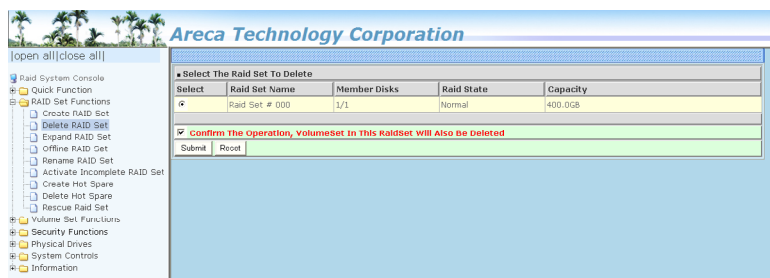 Areca Technology Corporation
|open all|close all|
Raid System Console
Quick Function
RAID Set Functions
Create RAID Set
Delete RAID Set
Expand RAID Set
Offline RAID Set
Rename RAID Set
Activate Incomplete RAID Set
Create Hot Spare
Delete Hot Spare
Rescue Raid Set
Volume Set Functions
Security Functions
Physical Drives
System Controls
Information
Select The Raid Set To Delete
Select Raid Set Name Member Disks Raid State Capacity
Raid Set # 000 1/1 Normal 400.0GB
Confirm The Operation, VolumeSet In This RaidSet Will Also Be Deleted
Submit Reset